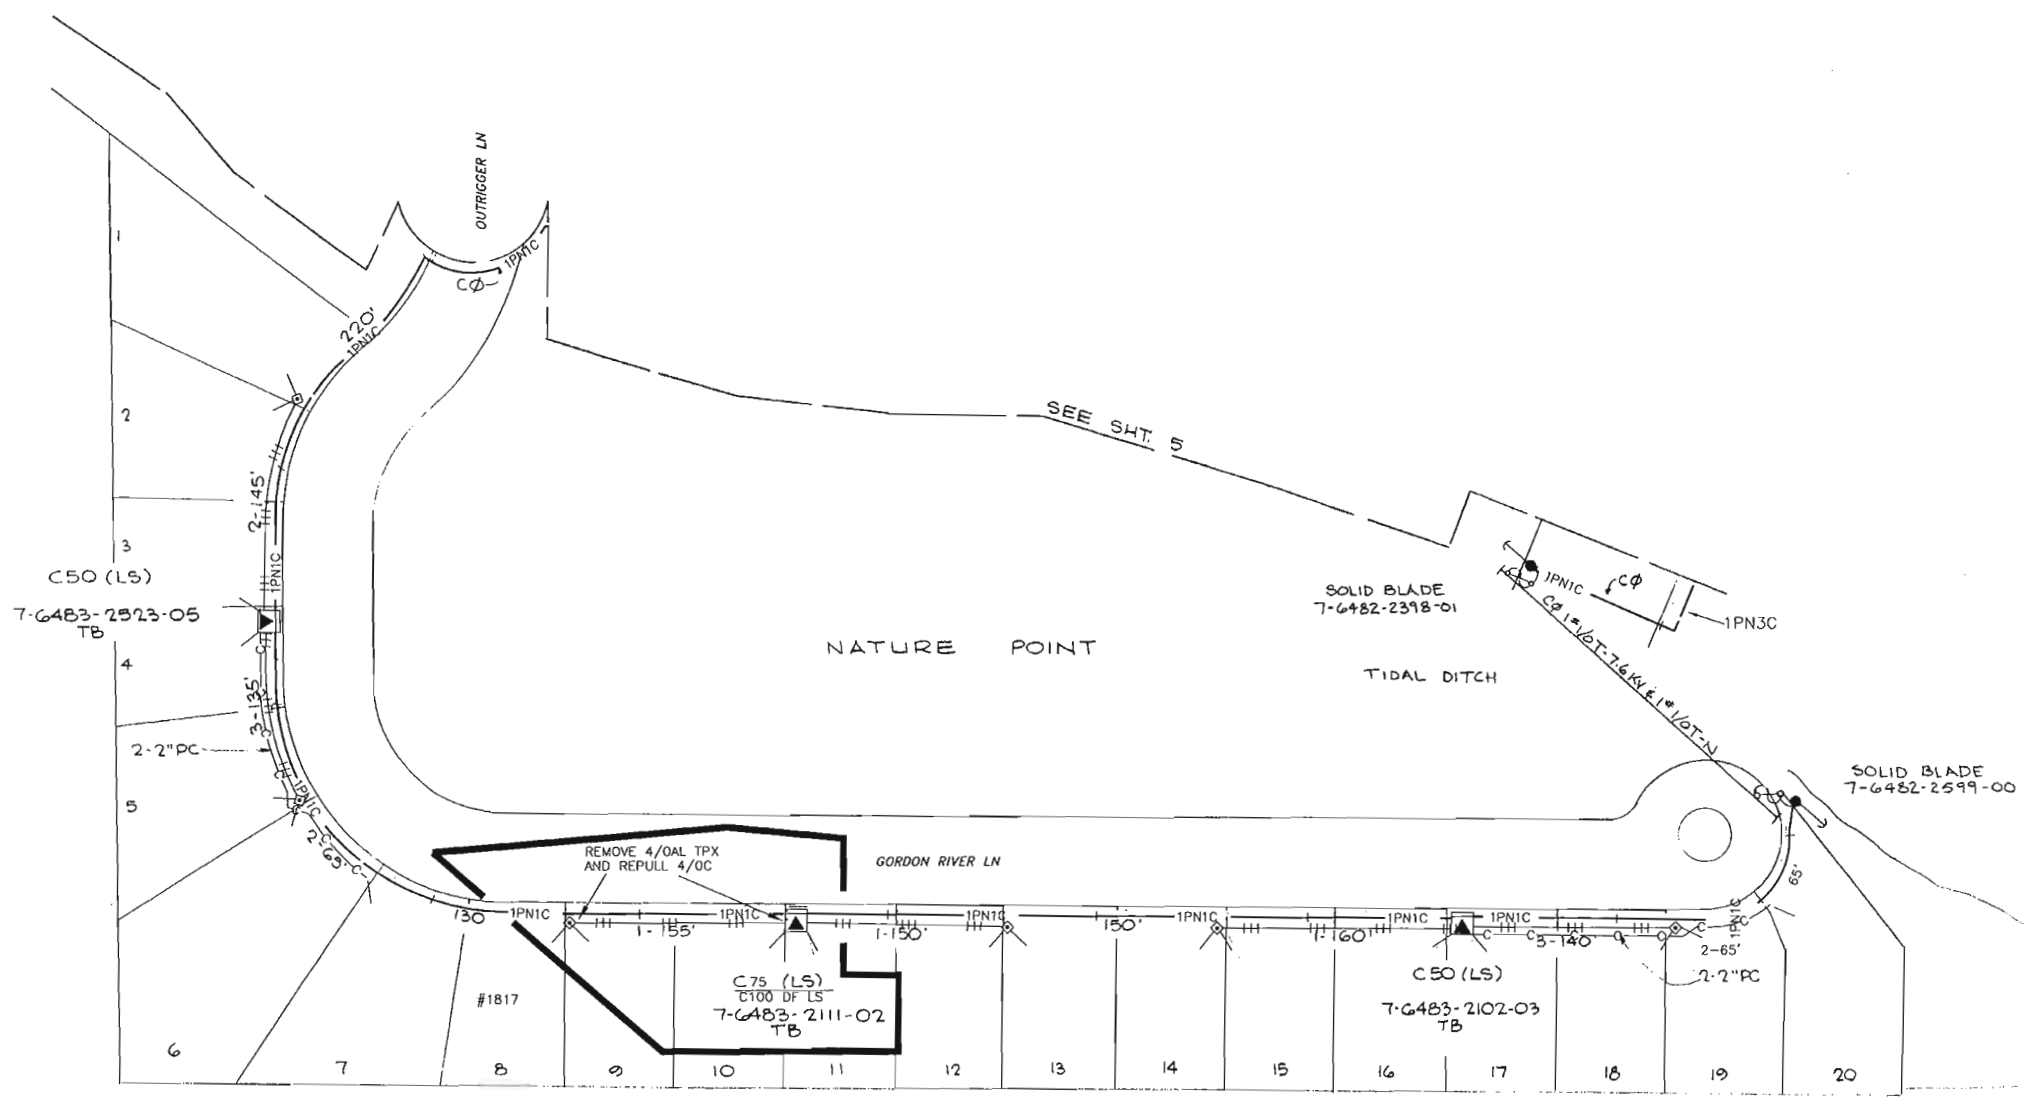 OUTRIGGER LN
1
1PN1C
CØ
220'
1PN1C
2
SEE SHT. 5
2-145'
3
1PN1C
C50 (LS)
7-6483-2523-05
TB
4
3-135'
2-2"PC
5
1PN1C
2-65'
SOLID BLADE
7-6482-2398-01
1PN1C
CØ
1PN3C
CØ 1#1/0T-7.6KV & 1#1/0T-N
NATURE POINT
TIDAL DITCH
SOLID BLADE
7-6482-2599-00
REMOVE 4/0AL TPX
AND REPULL 4/0C
GORDON RIVER LN
65'
130'
1PN1C
1PN1C
1PN1C
1PN1C
1PN1C
1PN1C
1PN1C
1-155'
1-150'
150'
1-160'
3-140'
2-65'
2-2"PC
C75 (LS)
C100 DF LS
7-6483-2111-02
TB
C50 (LS)
7-6483-2102-03
TB
#1817
6
7
8
9
10
11
12
13
14
15
16
17
18
19
20